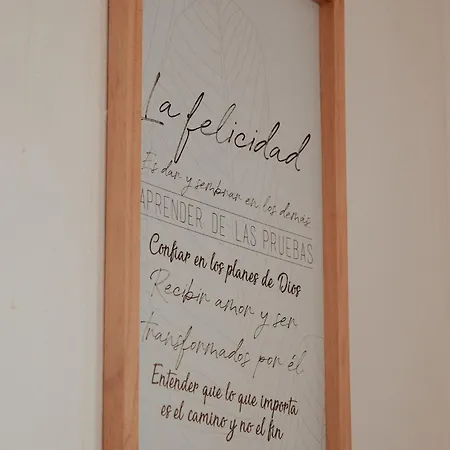 La felicidad
Es dar y sembrar en los demás.
APRENDER DE LAS PRUEBAS
Confiar en los planes de Dios
Recibir amor y ser
transformados por él
Entender que lo que importa
es el camino y no el fin